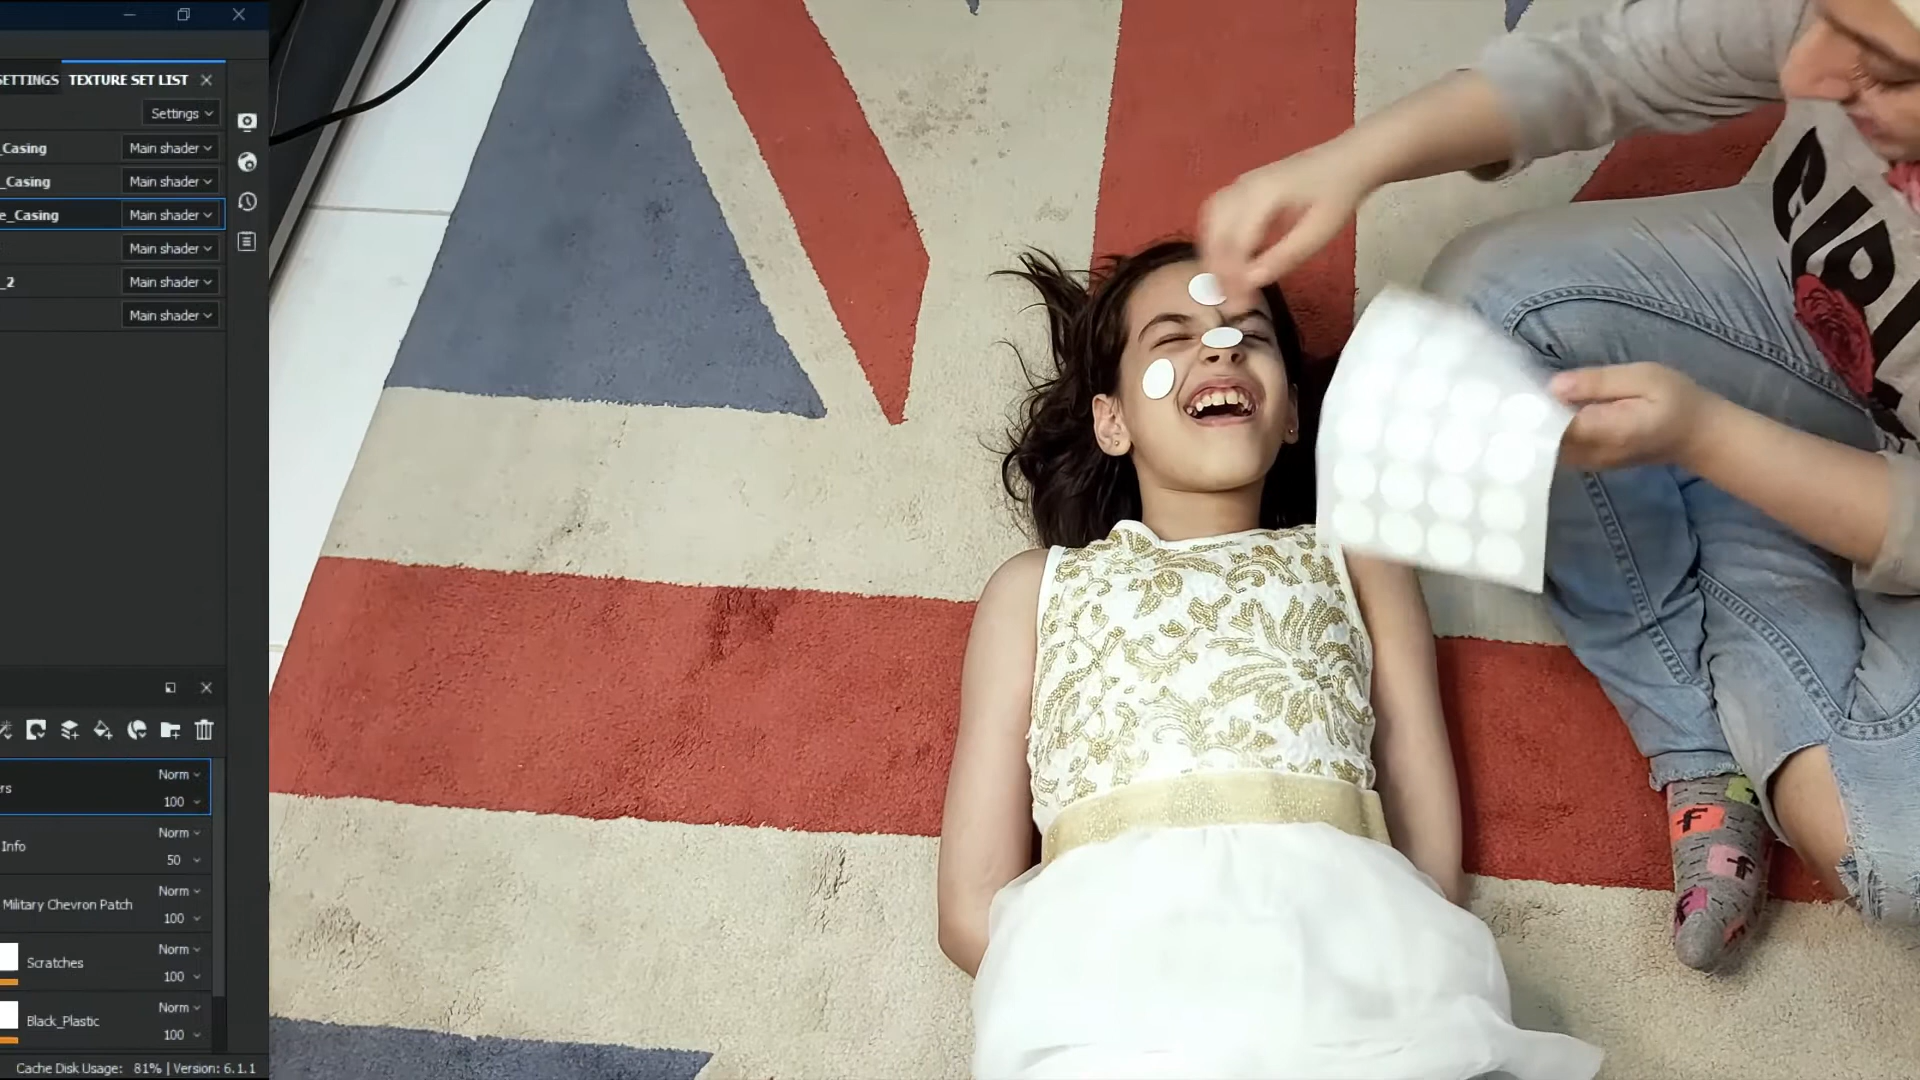 SETTINGS TEXTURE SET LIST
Settings
_Casing Main shader
_Casing Main shader
e_Casing Main shader
Main shader
_2 Main shader
Main shader
Norm
rs
100
Norm
Info
50
Norm
Military Chevron Patch
100
Norm
Scratches
100
Norm
Black_Plastic
100
Cache Disk Usage: 81% | Version: 6.1.1
GIRL
f
f
f